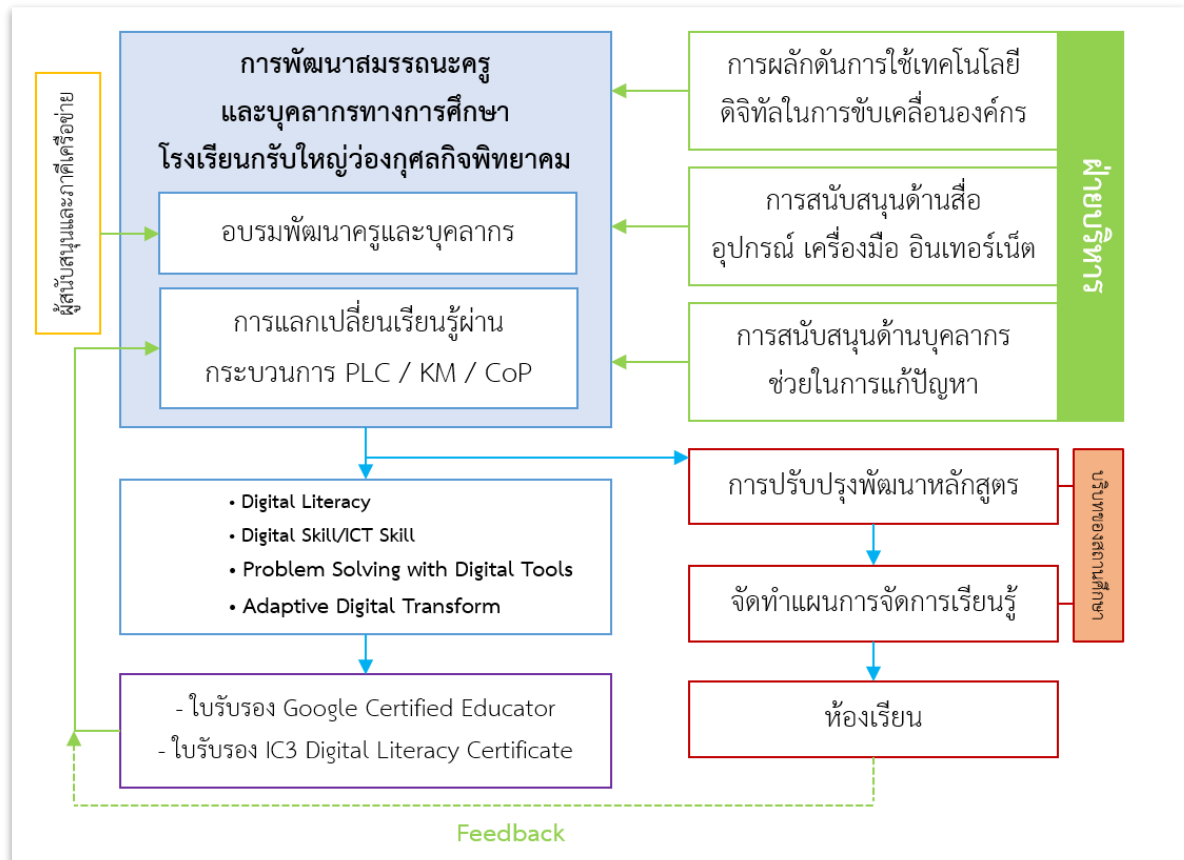 การพัฒนาสมรรถนะครู
และบุคลากรทางการศึกษา
โรงเรียนกรับใหญ่ว่องกุศลกิจพิทยาคม
ผู้สนับสนุนและภาคีเครือข่าย
อบรมพัฒนาครูและบุคลากร
การแลกเปลี่ยนเรียนรู้ผ่าน
กระบวนการ PLC / KM / CoP
การผลักดันการใช้เทคโนโลยี
ดิจิทัลในการขับเคลื่อนองค์กร
การสนับสนุนด้านสื่อ
อุปกรณ์ เครื่องมือ อินเทอร์เน็ต
การสนับสนุนด้านบุคลากร
ช่วยในการแก้ปัญหา
ฝ่ายบริหาร
• Digital Literacy
• Digital Skill/ICT Skill
• Problem Solving with Digital Tools
• Adaptive Digital Transform
- ใบรับรอง Google Certified Educator
- ใบรับรอง IC3 Digital Literacy Certificate
การปรับปรุงพัฒนาหลักสูตร
จัดทำแผนการจัดการเรียนรู้
ห้องเรียน
บริบทของสถานศึกษา
Feedback